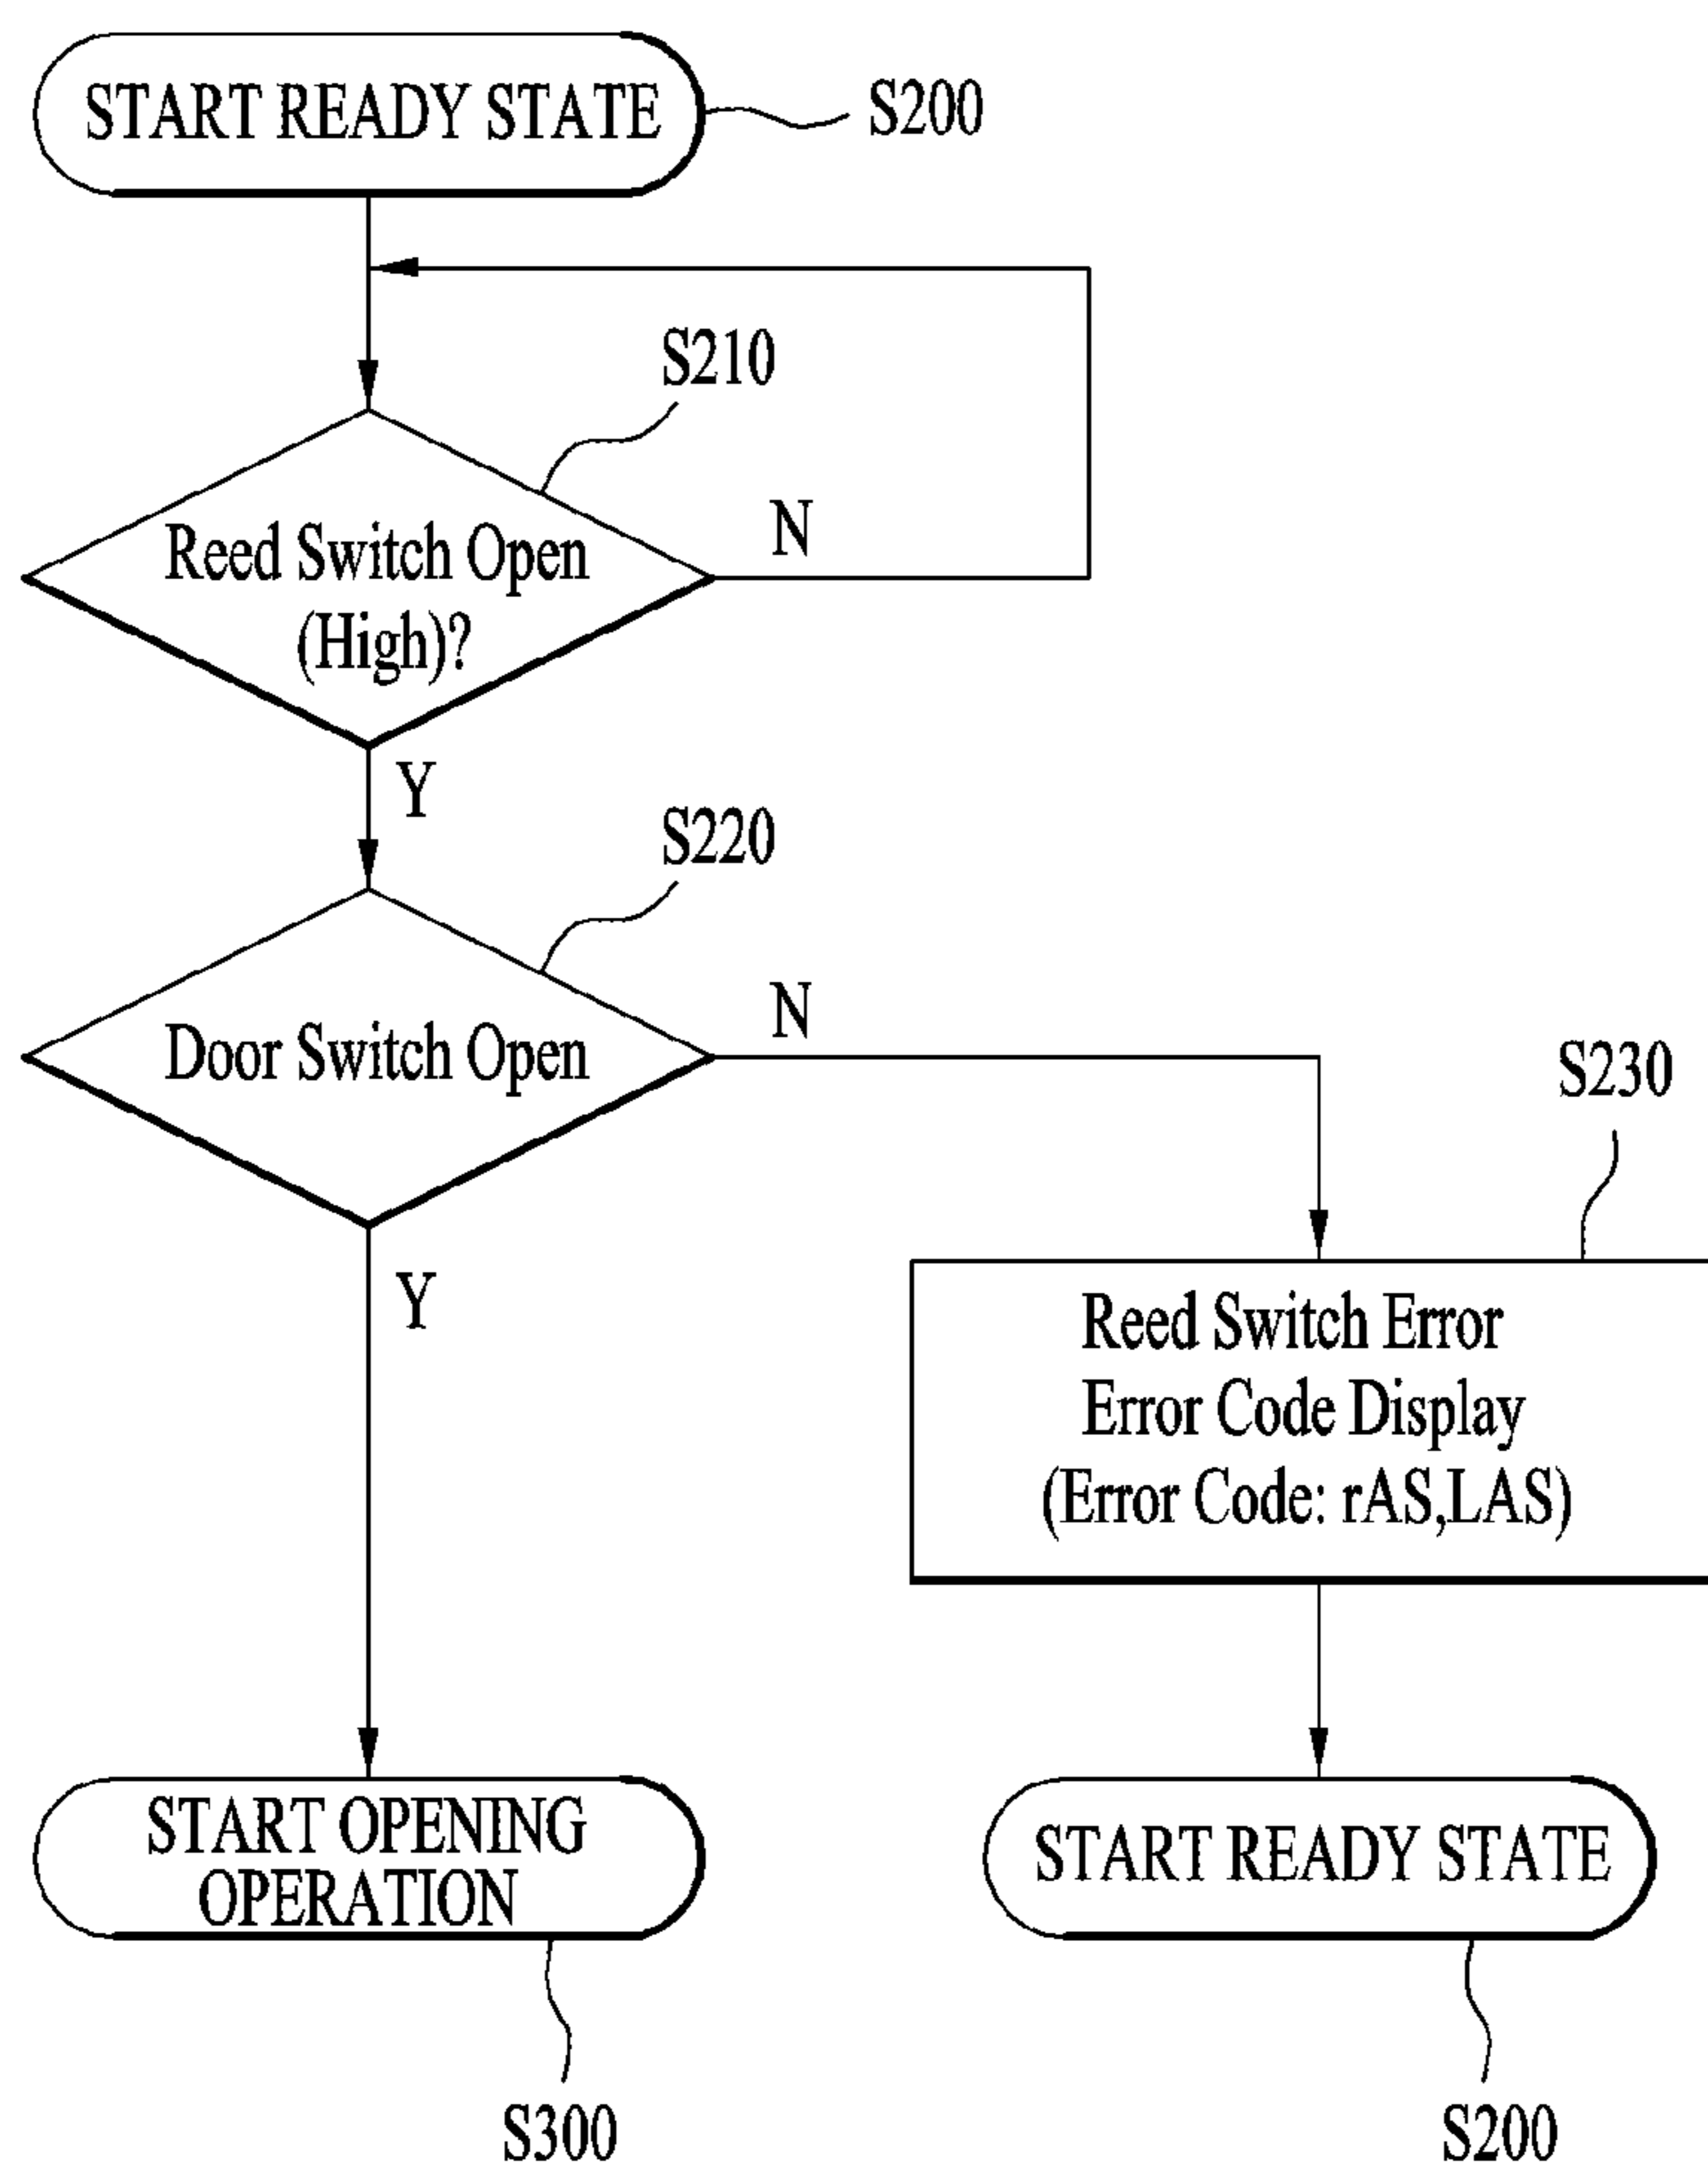 START READY STATE
S200
S210
Reed Switch Open
(High)?
N
Y
S220
Door Switch Open
N
Y
S230
Reed Switch Error
Error Code Display
(Error Code: rAS,LAS)
START OPENING
OPERATION
START READY STATE
S300
S200